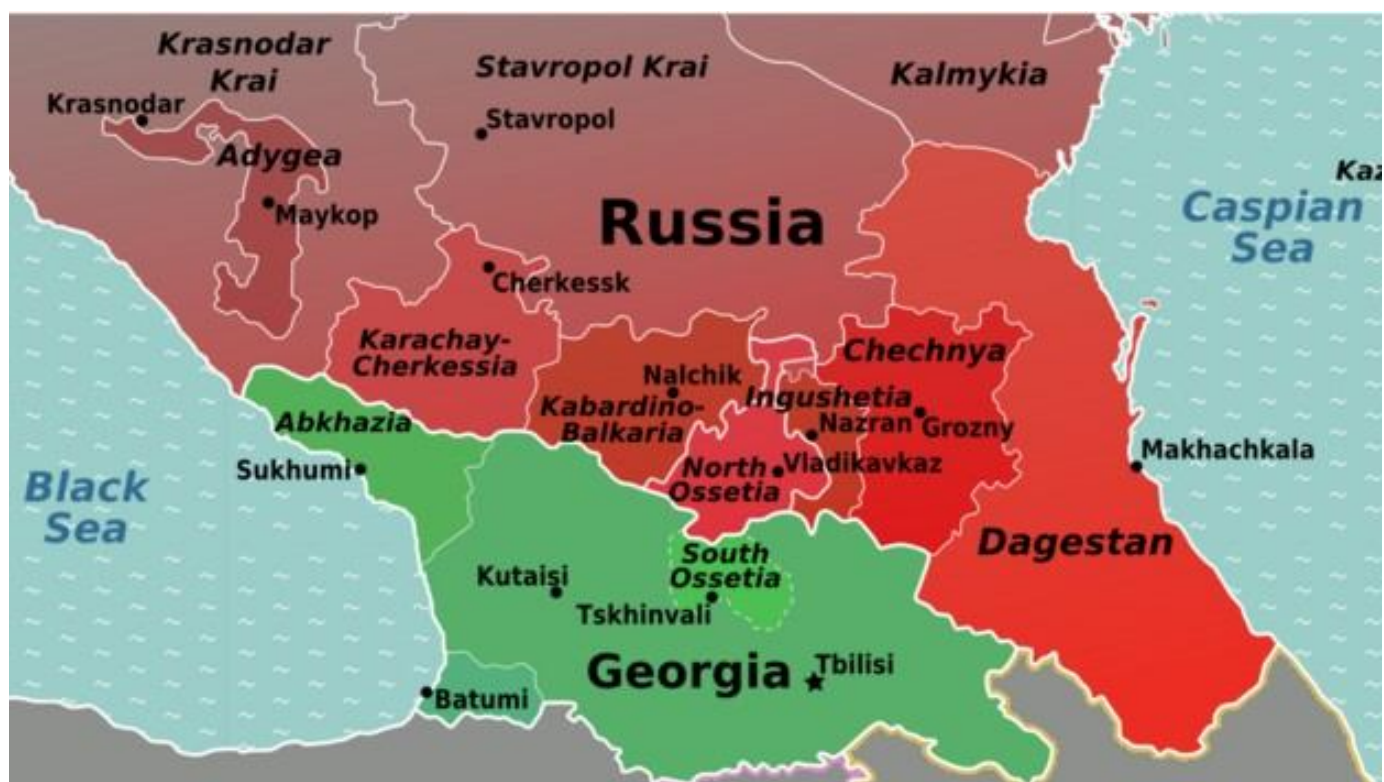 Krasnodar
Krai
Stavropol Krai
Kalmykia
Krasnodar
Stavropol
Adygea
Kaz
Maykop
Russia
Caspian
Sea
Cherkessk
Karachay-
Cherkessia
Chechnya
Nalchik
Ingushetia
Kabardino-
Balkaria
Abkhazia
Nazran
Grozny
Sukhumi
North
Ossetia
Vladikavkaz
Makhachkala
Black
Sea
Dagestan
South
Ossetia
Kutaisi
Tskhinvali
Georgia
Tbilisi
Batumi